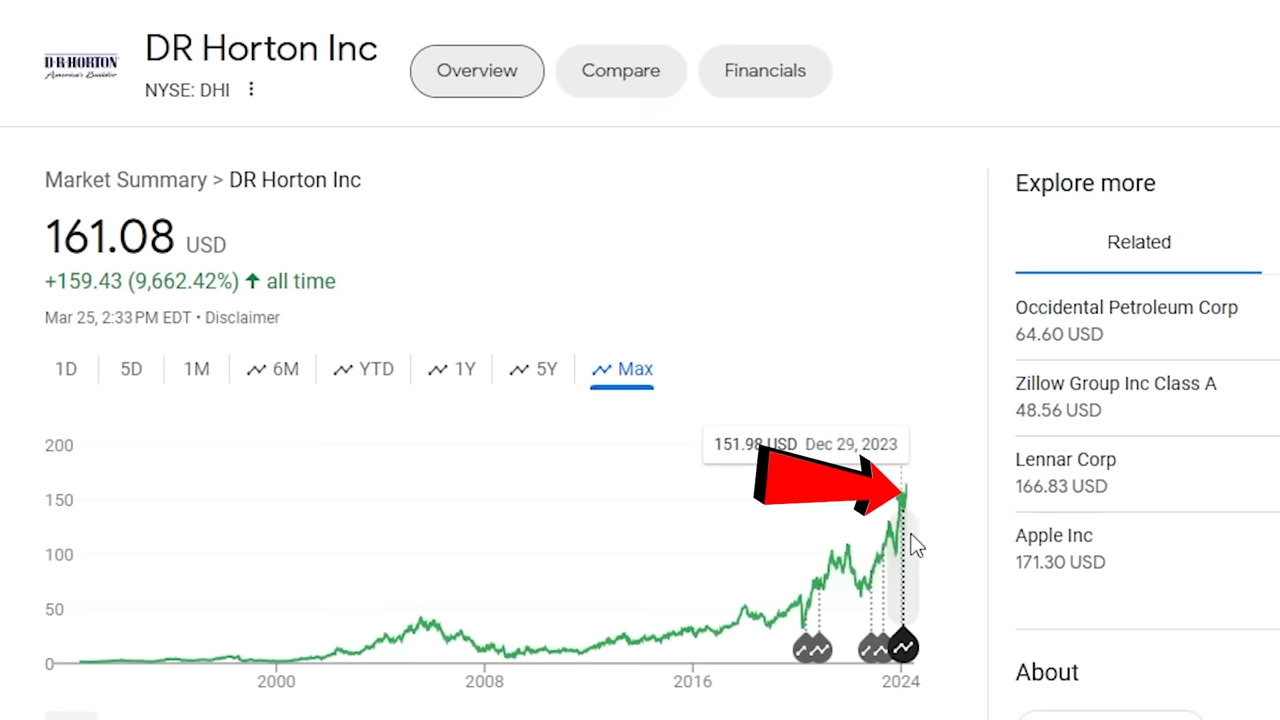 D·R·HORTON
America's Builder
DR Horton Inc
NYSE: DHI
Overview
Compare
Financials
Market Summary > DR Horton Inc
161.08 USD
+159.43 (9,662.42%) ↑ all time
Mar 25, 2:33 PM EDT • Disclaimer
1D
5D
1M
6M
YTD
1Y
5Y
Max
151.98 USD Dec 29, 2023
200
150
100
50
0
2000
2008
2016
2024
Explore more
Related
Occidental Petroleum Corp
64.60 USD
Zillow Group Inc Class A
48.56 USD
Lennar Corp
166.83 USD
Apple Inc
171.30 USD
About